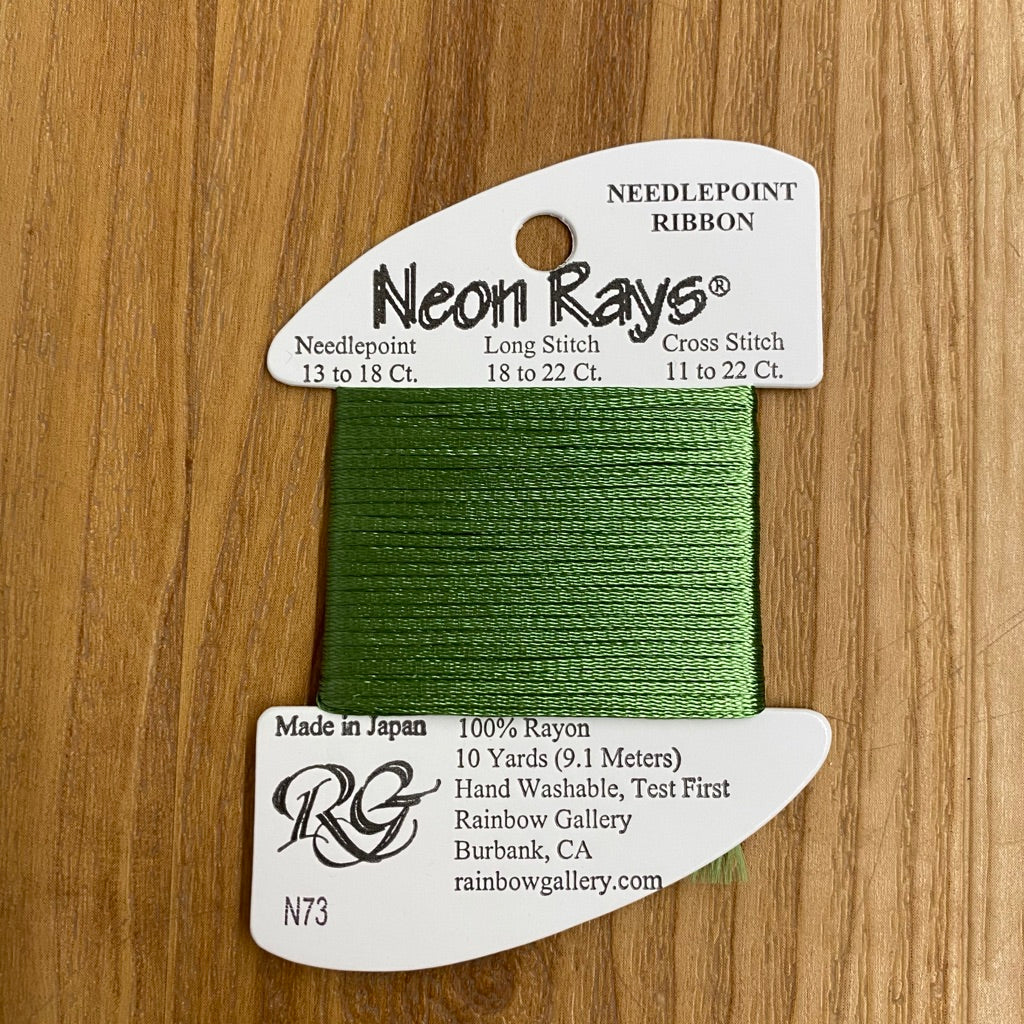 NEEDLEPOINT
RIBBON
Neon Rays®
Needlepoint Long Stitch Cross Stitch
13 to 18 Ct. 18 to 22 Ct. 11 to 22 Ct.
Made in Japan 100% Rayon
10 Yards (9.1 Meters)
Hand Washable, Test First
RG
Rainbow Gallery
Burbank, CA
rainbowgallery.com
N73